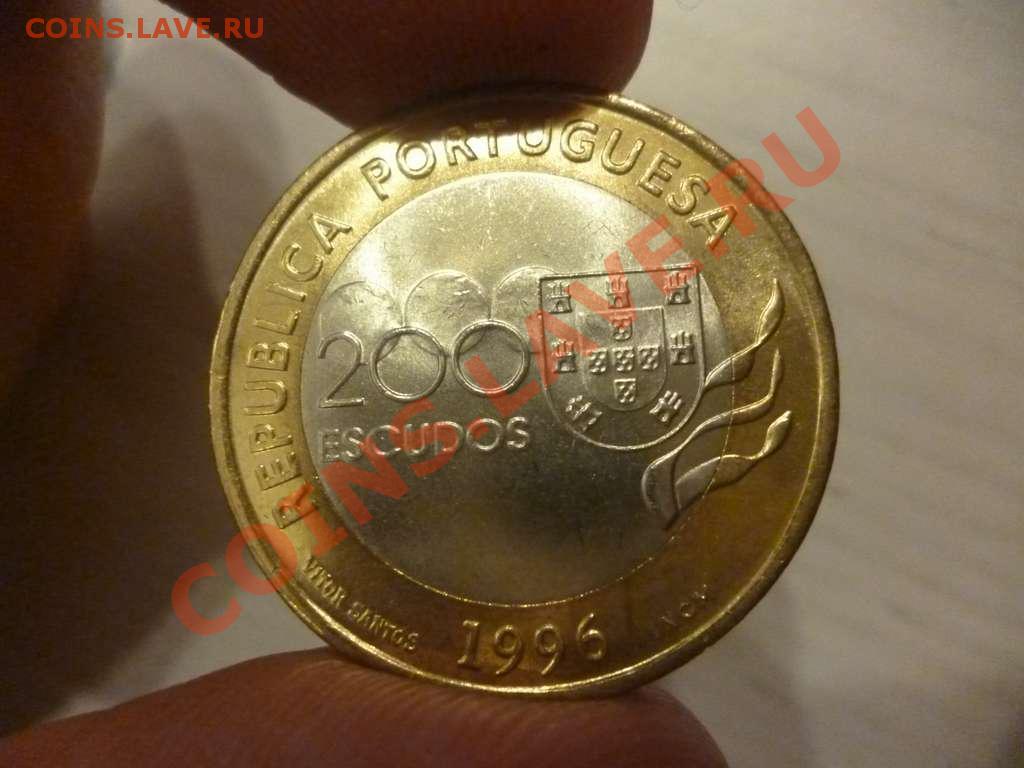 COINS.LAVE.RU
REPUBLICA PORTUGUESA
200
ESCUDOS
VITOR SANTOS
1996
COINS.LAVE.RU